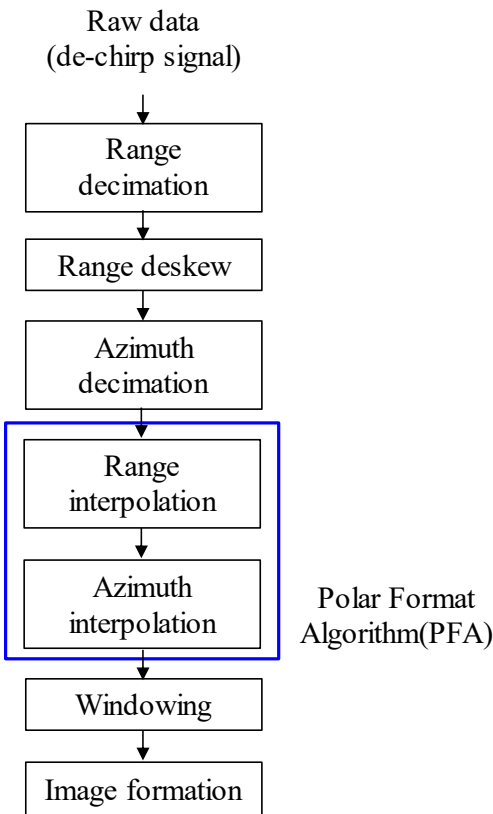 Raw data
(de-chirp signal)
Range
decimation
Range deskew
Azimuth
decimation
Range
interpolation
Azimuth
interpolation
Polar Format
Algorithm(PFA)
Windowing
Image formation